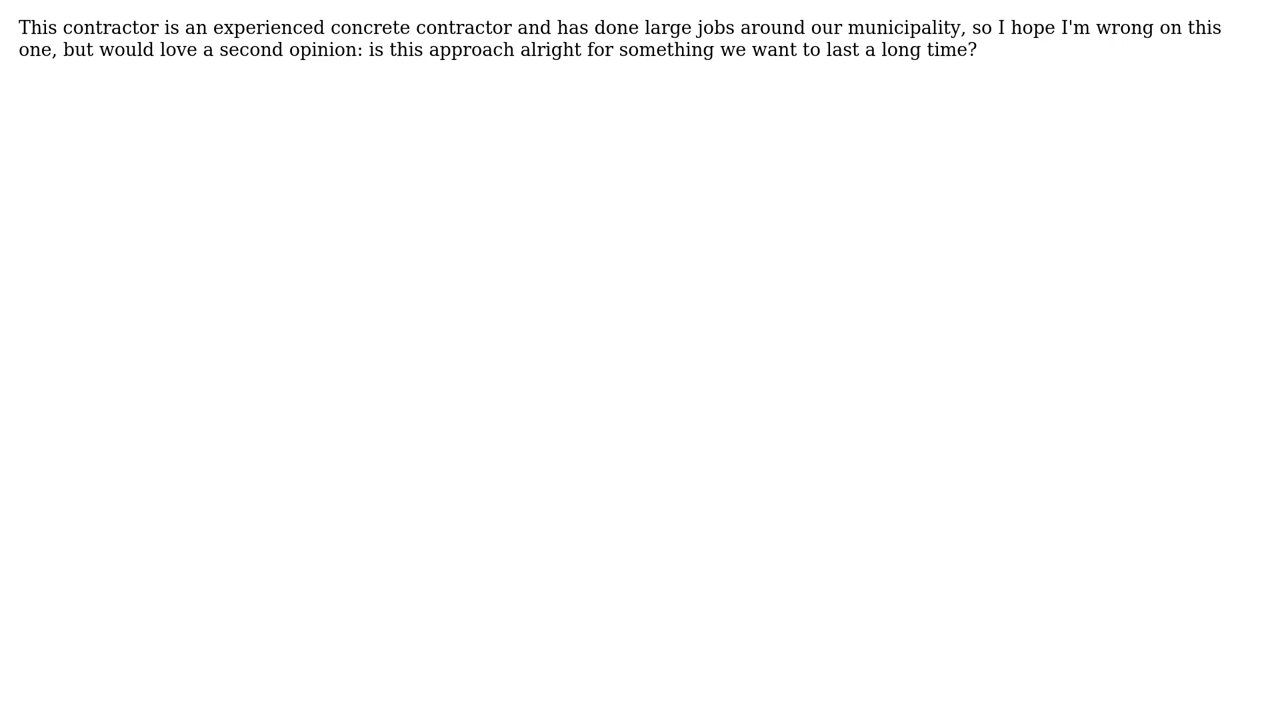 This contractor is an experienced concrete contractor and has done large jobs around our municipality, so I hope I'm wrong on this
one, but would love a second opinion: is this approach alright for something we want to last a long time?